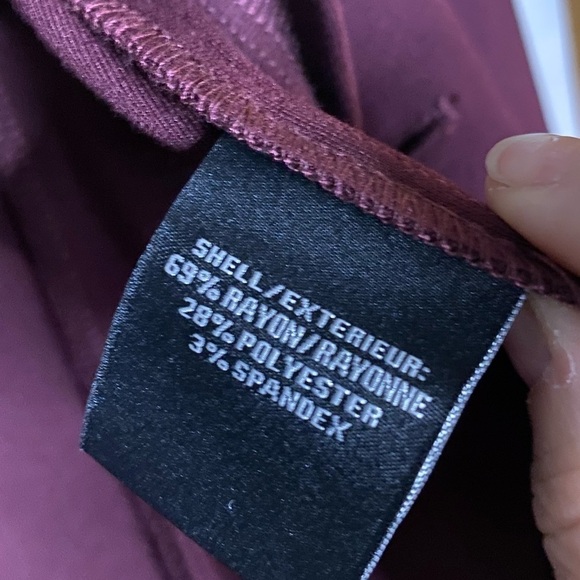 SHELL/EXTERIEUR:
69% RAYON/RAYONNE
28% POLYESTER
3% SPANDEX